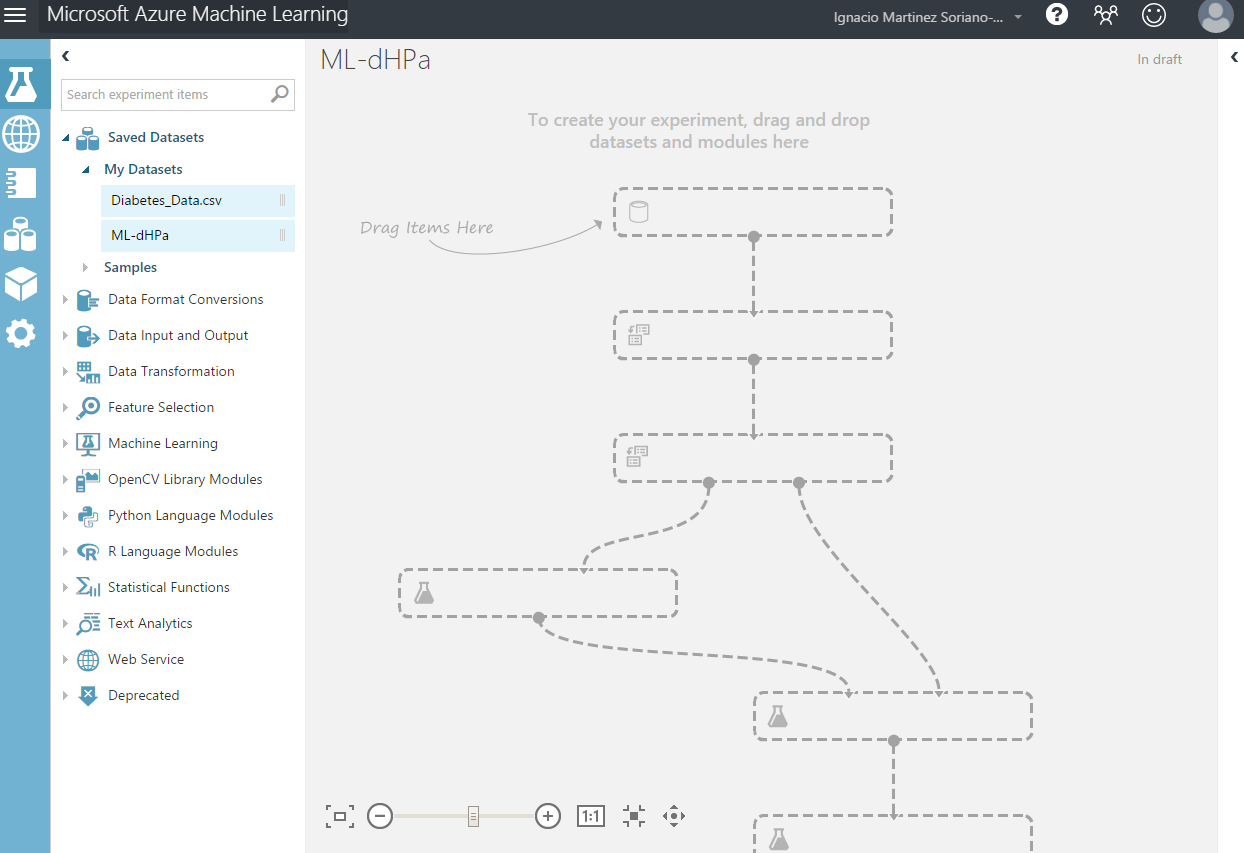 Microsoft Azure Machine Learning
Ignacio Martinez Soriano-...
?
ML-dHPa
In draft
Search experiment items
Saved Datasets
My Datasets
Diabetes_Data.csv
ML-dHPa
Samples
Data Format Conversions
Data Input and Output
Data Transformation
Feature Selection
Machine Learning
OpenCV Library Modules
Python Language Modules
R Language Modules
Statistical Functions
Text Analytics
Web Service
Deprecated
To create your experiment, drag and drop
datasets and modules here
Drag Items Here
1:1